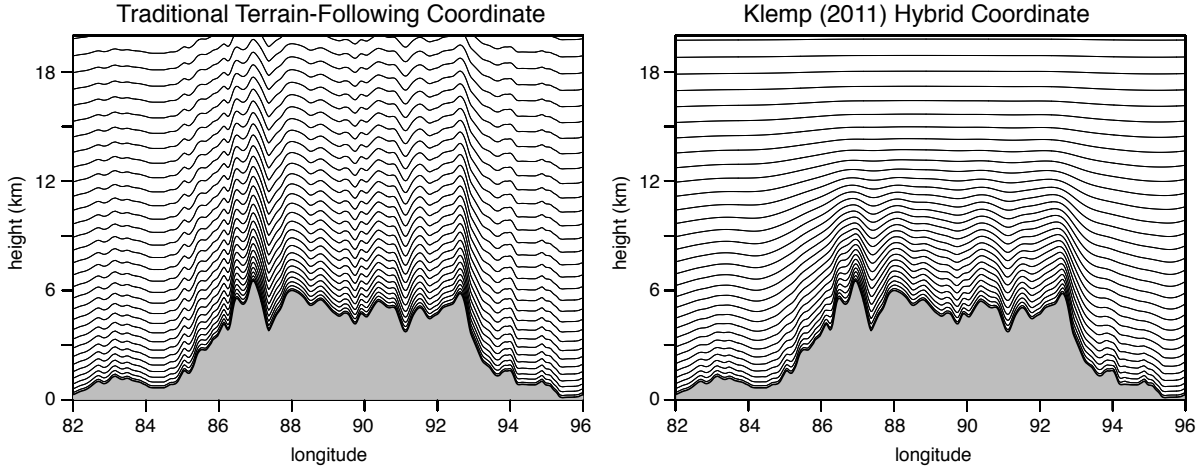 Traditional Terrain-Following Coordinate
height (km)
18
12
6
0
82 84 86 88 90 92 94 96
longitude
Klemp (2011) Hybrid Coordinate
height (km)
18
12
6
0
82 84 86 88 90 92 94 96
longitude